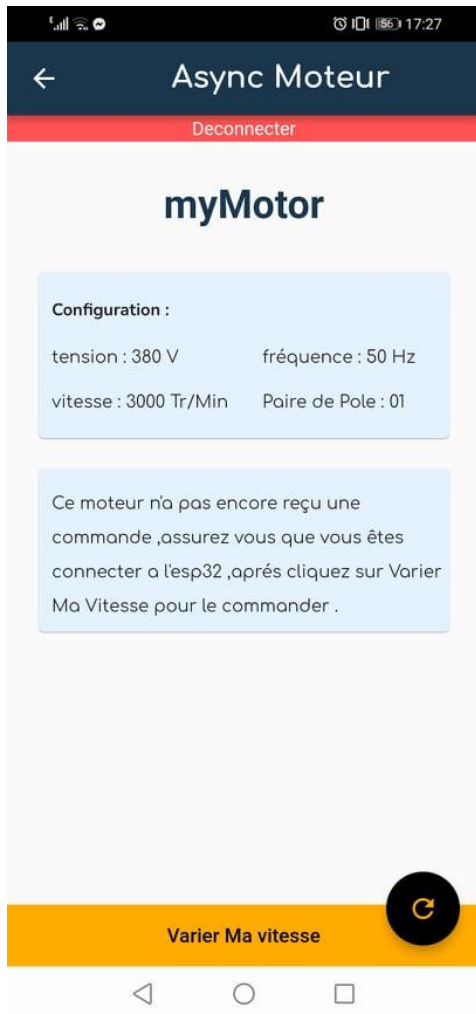 56 17:27
Async Moteur
Deconnecter
myMotor
Configuration :
tension : 380 V fréquence : 50 Hz
vitesse : 3000 Tr/Min Paire de Pole : 01
Ce moteur n'a pas encore reçu une
commande ,assurez vous que vous êtes
connecter a l'esp32 ,aprés cliquez sur Varier
Ma Vitesse pour le commander .
Varier Ma vitesse